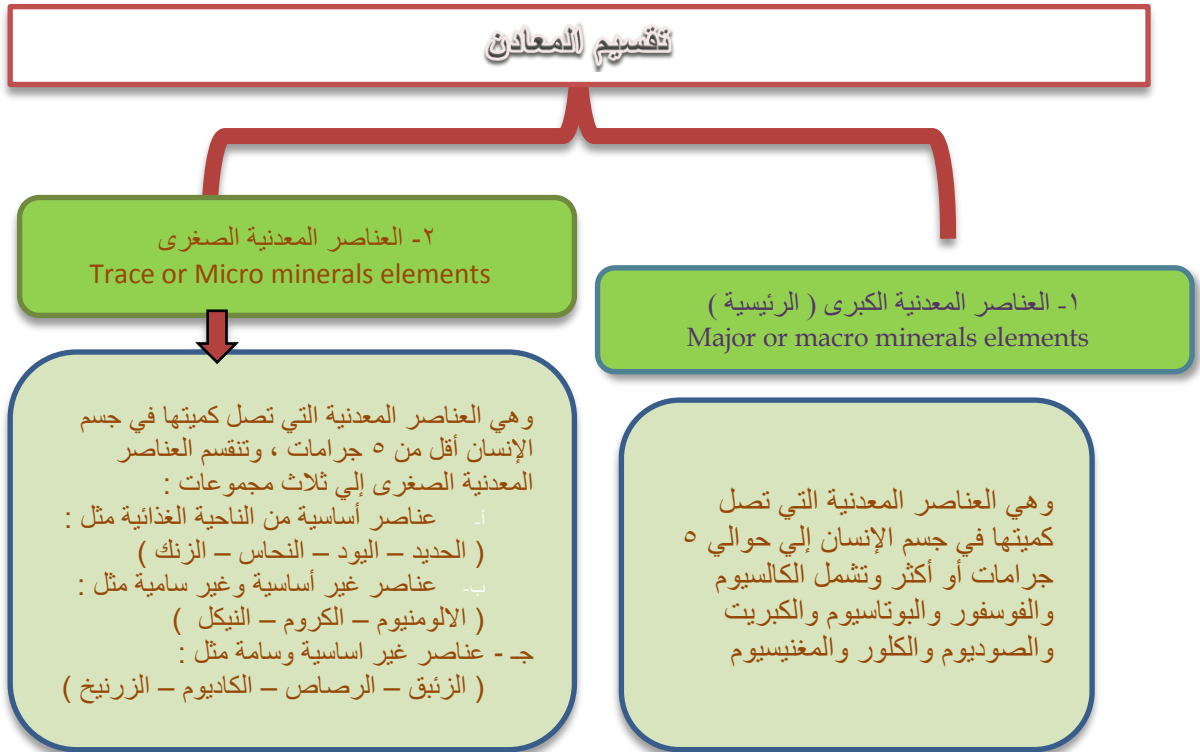 تقسيم المعادن
١- العناصر المعدنية الكبرى ( الرئيسية )
Major or macro minerals elements
وهي العناصر المعدنية التي تصل
كميتها في جسم الإنسان إلي حوالي ٥
جرامات أو أكثر وتشمل الكالسيوم
والفوسفور والبوتاسيوم والكبريت
والصوديوم والكلور والمغنيسيوم
٢- العناصر المعدنية الصغرى
Trace or Micro minerals elements
وهي العناصر المعدنية التي تصل كميتها في جسم
الإنسان أقل من ٥ جرامات ، وتنقسم العناصر
المعدنية الصغرى إلي ثلاث مجموعات :
أ- عناصر أساسية من الناحية الغذائية مثل :
( الحديد – اليود – النحاس – الزنك )
ب- عناصر غير أساسية وغير سامية مثل :
( الالومنيوم – الكروم – النيكل )
جـ - عناصر غير اساسية وسامة مثل :
( الزئبق – الرصاص – الكاديوم – الزرنيخ )